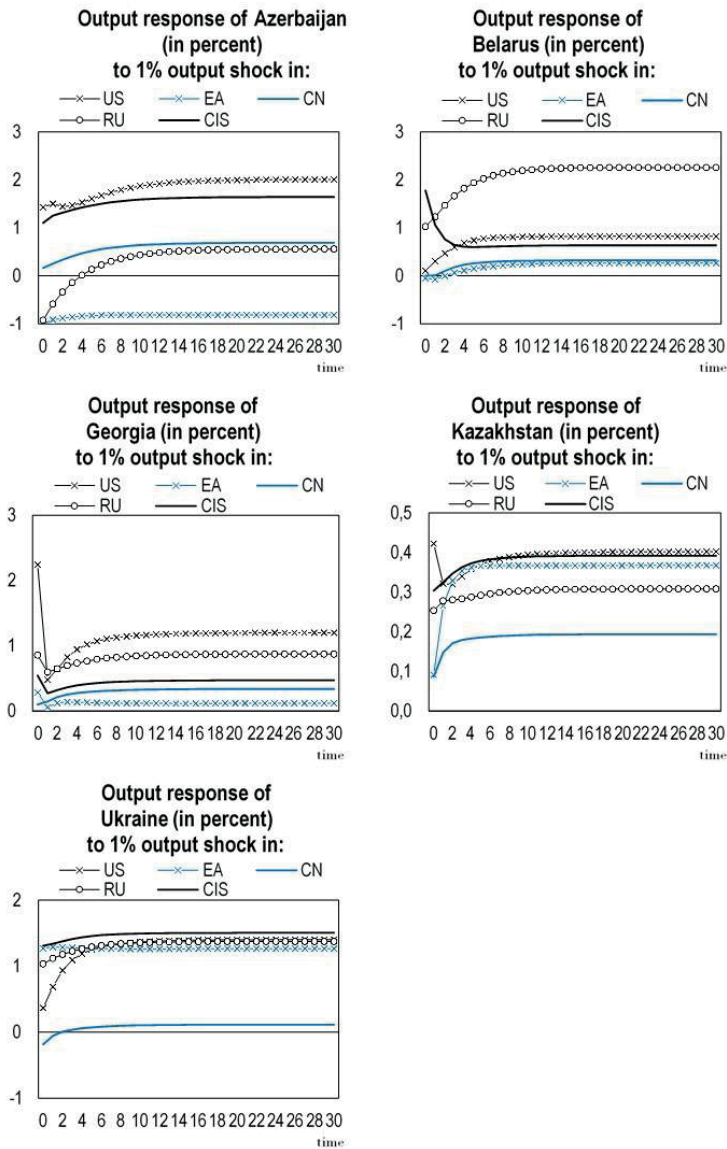 Output response of Azerbaijan
(in percent)
to 1% output shock in:
US EA CN
RU CIS
3
2
1
0
-1
0 2 4 6 8 10 12 14 16 18 20 22 24 26 28 30
time
Output response of
Belarus (in percent)
to 1% output shock in:
US EA CN
RU CIS
3
2
1
0
-1
0 2 4 6 8 10 12 14 16 18 20 22 24 26 28 30
time
Output response of
Georgia (in percent)
to 1% output shock in:
US EA CN
RU CIS
3
2
1
0
0 2 4 6 8 10 12 14 16 18 20 22 24 26 28 30
time
Output response of
Kazakhstan (in percent)
to 1% output shock in:
US EA CN
RU CIS
0,5
0,4
0,3
0,2
0,1
0,0
0 2 4 6 8 10 12 14 16 18 20 22 24 26 28 30
time
Output response of
Ukraine (in percent)
to 1% output shock in:
US EA CN
RU CIS
2
1
0
-1
0 2 4 6 8 10 12 14 16 18 20 22 24 26 28 30
time